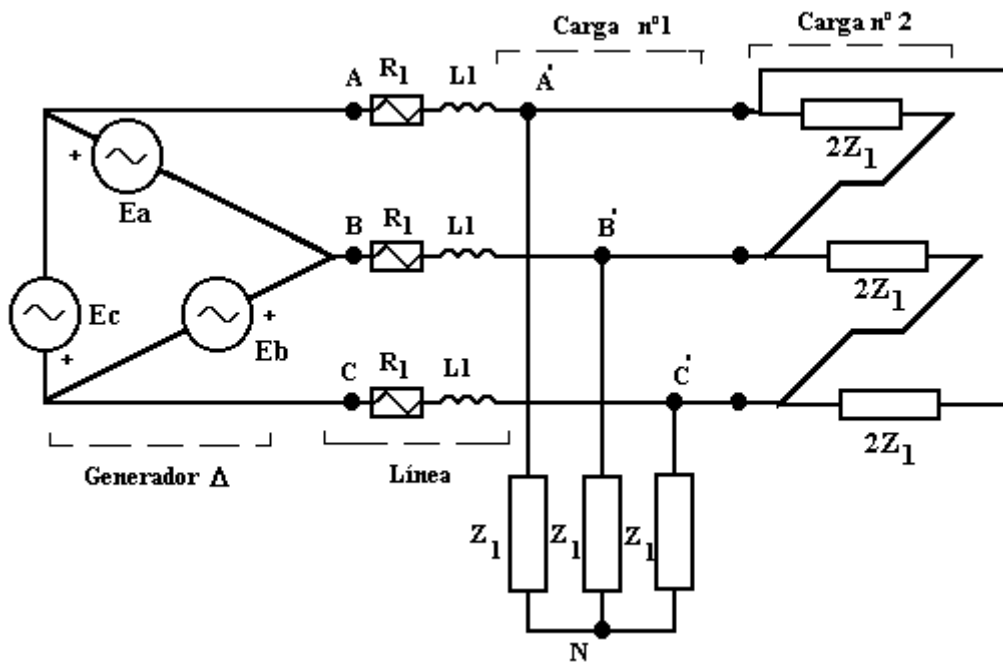 Carga nº1
Carga nº 2
A R1 L1 A'
2Z1
+
Ea
B R1 L1 B'
2Z1
Ec
+
Eb
+
C R1 L1 C'
2Z1
Generador Δ
Línea
Z1 Z1 Z1
N